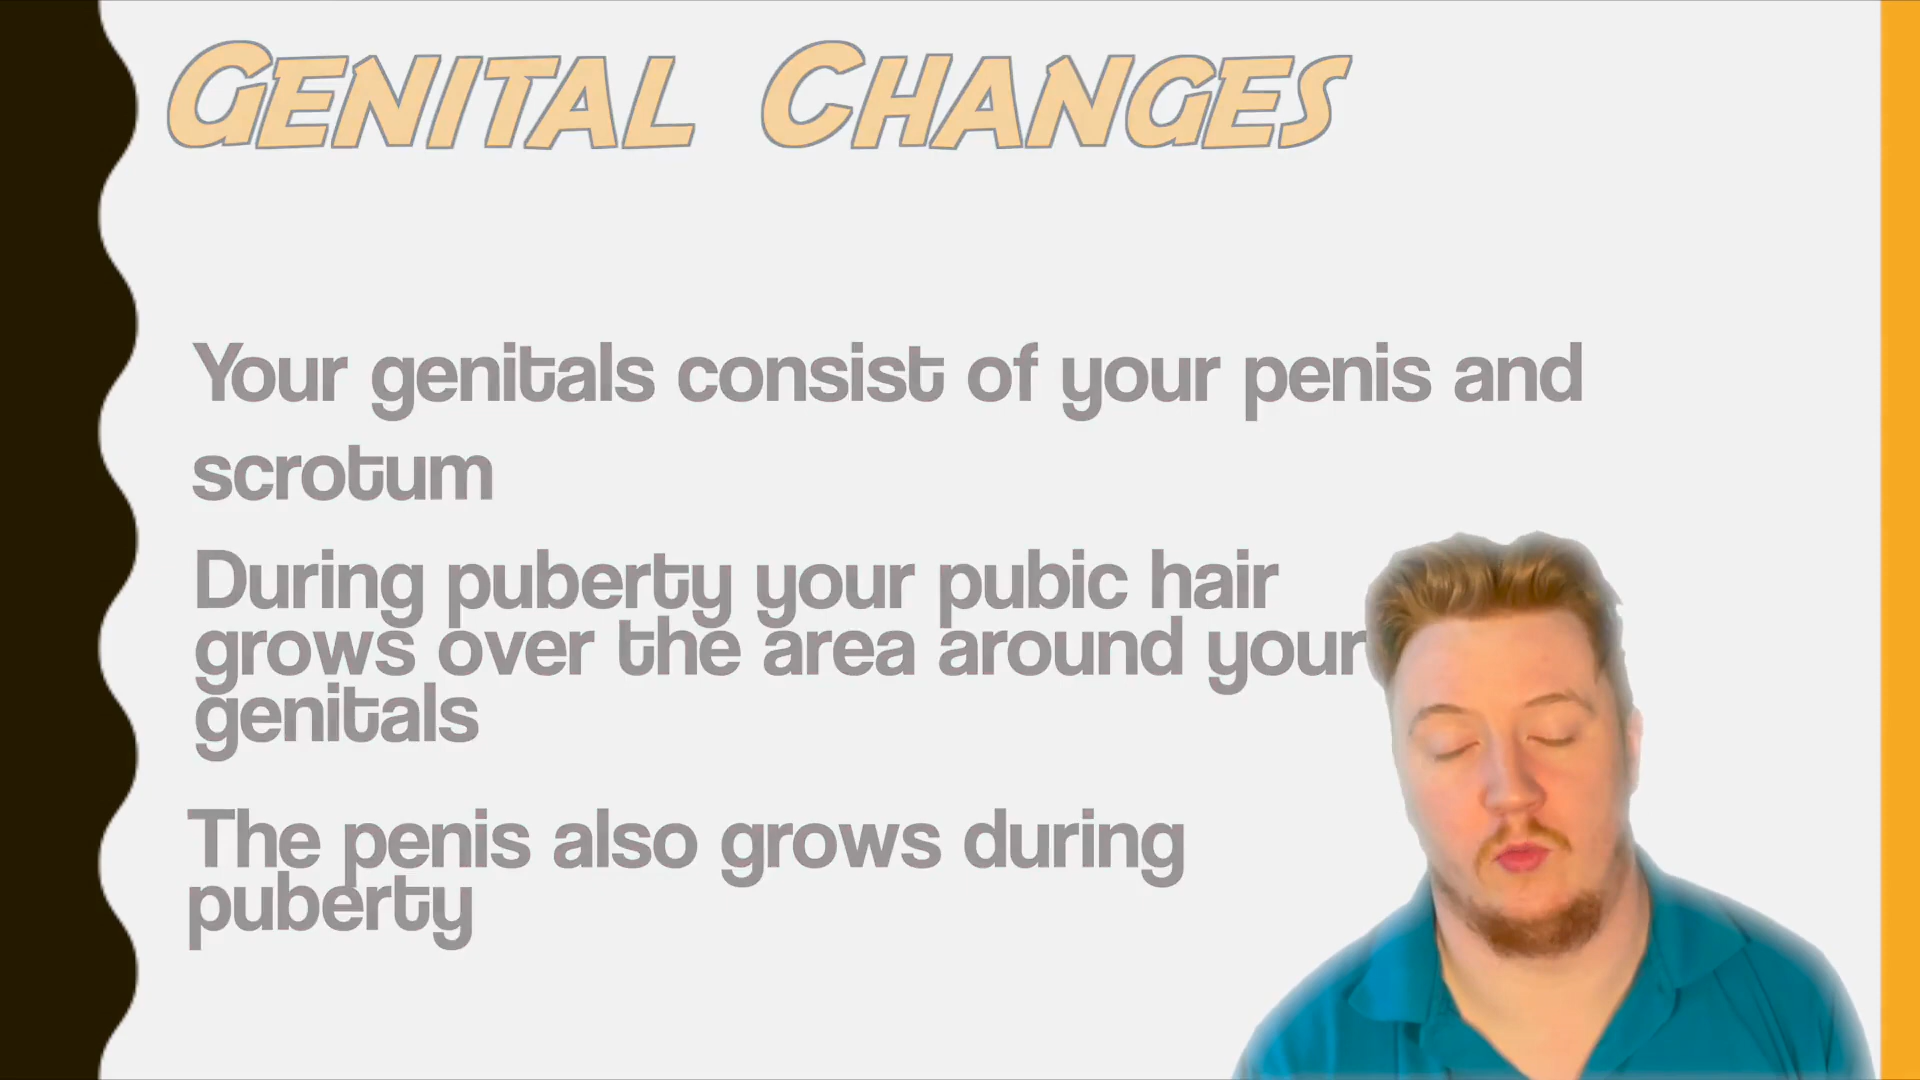 GENITAL CHANGES
Your genitals consist of your penis and
scrotum
During puberty your pubic hair
grows over the area around your
genitals
The penis also grows during
puberty